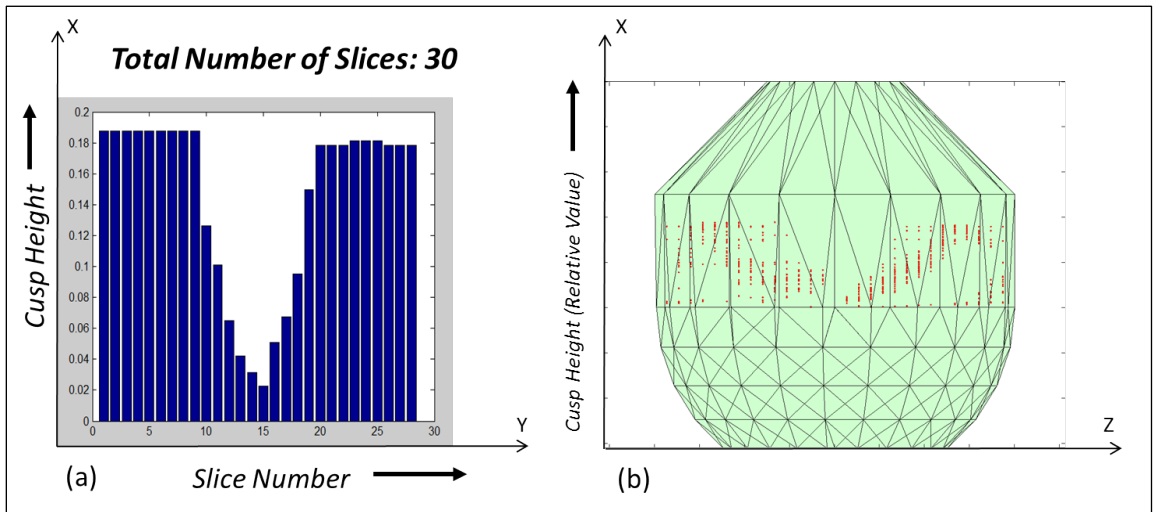 X
Total Number of Slices: 30
Cusp Height
0.2
0.18
0.16
0.14
0.12
0.1
0.08
0.06
0.04
0.02
0
0 5 10 15 20 25 30
Y
(a)
Slice Number
X
Cusp Height (Relative Value)
Z
(b)